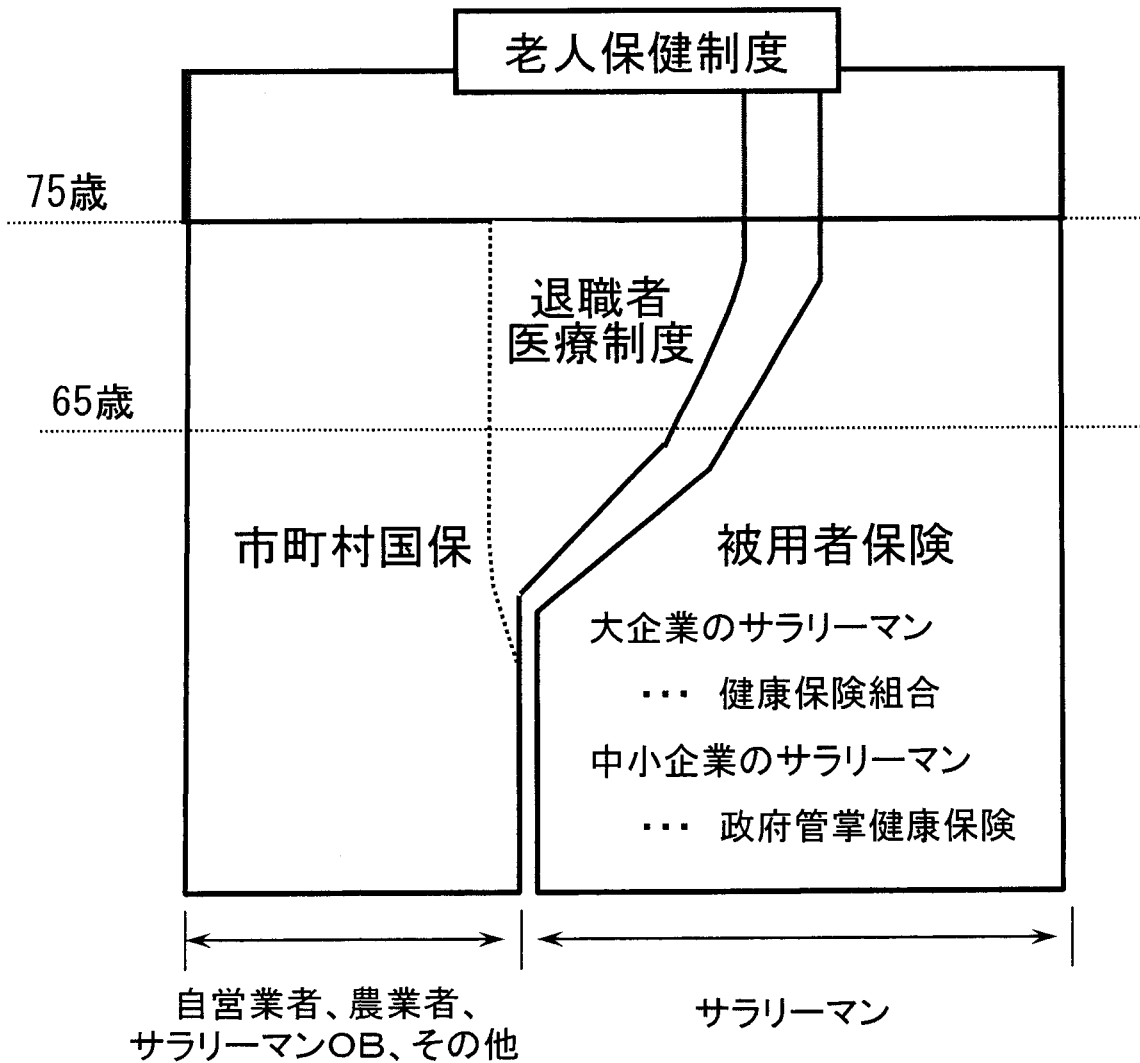 老人保健制度
75歳
退職者
医療制度
65歳
市町村国保
被用者保険
大企業のサラリーマン
･･･ 健康保険組合
中小企業のサラリーマン
･･･ 政府管掌健康保険
自営業者、農業者、
サラリーマンOB、その他
サラリーマン